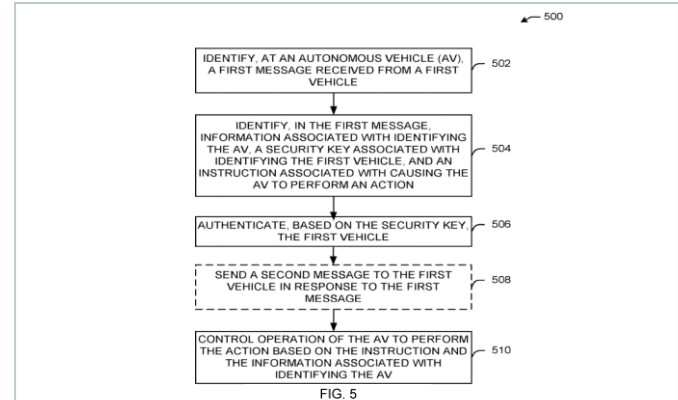 500
IDENTIFY, AT AN AUTONOMOUS VEHICLE (AV),
A FIRST MESSAGE RECEIVED FROM A FIRST
VEHICLE
502
IDENTIFY, IN THE FIRST MESSAGE,
INFORMATION ASSOCIATED WITH IDENTIFYING
THE AV, A SECURITY KEY ASSOCIATED WITH
IDENTIFYING THE FIRST VEHICLE, AND AN
INSTRUCTION ASSOCIATED WITH CAUSING THE
AV TO PERFORM AN ACTION
504
AUTHENTICATE, BASED ON THE SECURITY KEY,
THE FIRST VEHICLE
506
SEND A SECOND MESSAGE TO THE FIRST
VEHICLE IN RESPONSE TO THE FIRST
MESSAGE
508
CONTROL OPERATION OF THE AV TO PERFORM
THE ACTION BASED ON THE INSTRUCTION AND
THE INFORMATION ASSOCIATED WITH
IDENTIFYING THE AV
510
FIG. 5